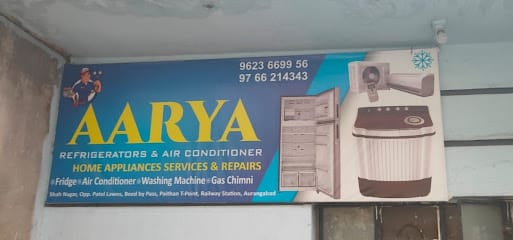 9623 6699 56
97 66 214343
AARYA
REFRIGERATORS & AIR CONDITIONER
HOME APPLIANCES SERVICES & REPAIRS
Fridge Air Conditioner Washing Machine Gas Chimni
Shah Nagar, Opp. Patel Lawns, Beed by Pass, Paithan T-Point, Railway Station, Aurangabad